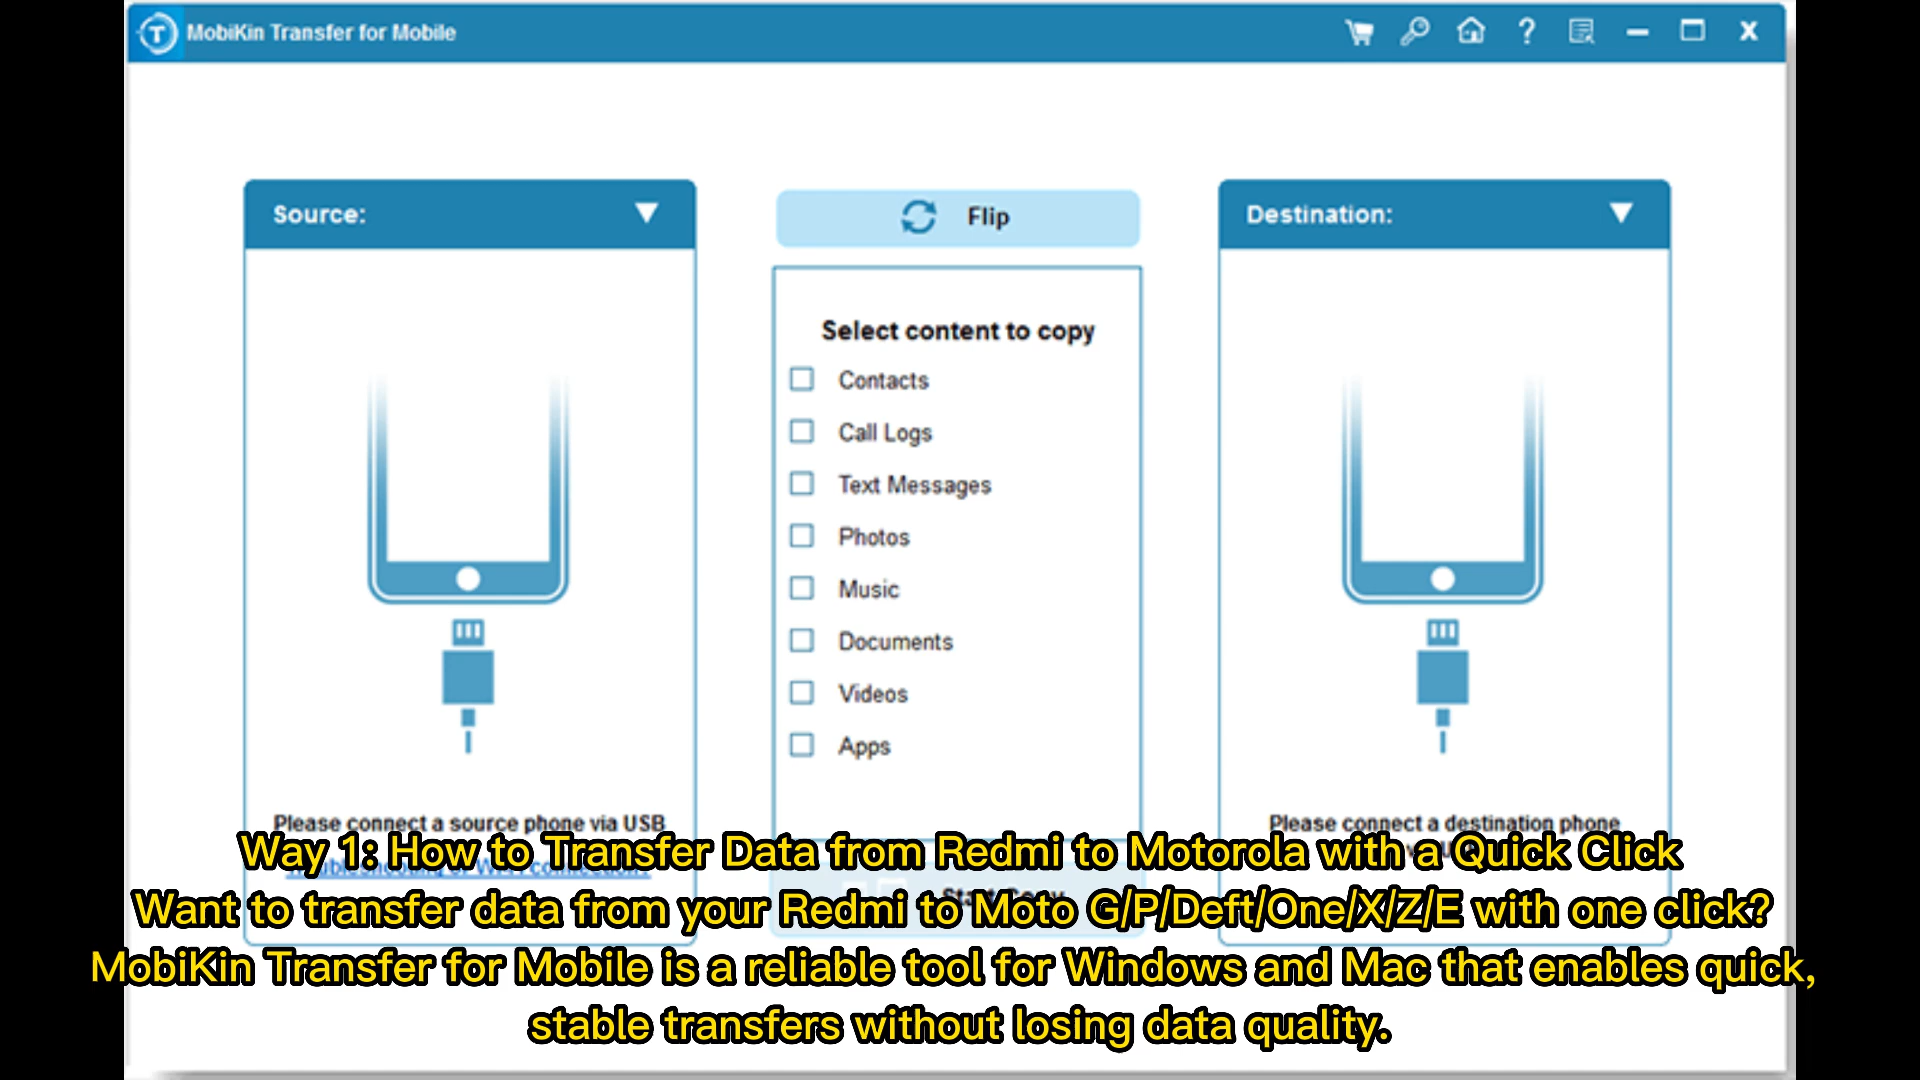 MobiKin Transfer for Mobile
Source:
Flip
Destination:
Select content to copy
Contacts
Call Logs
Text Messages
Photos
Music
Documents
Videos
Apps
Please connect a source phone via USB
Please connect a destination phone
Start Copy
Way 1: How to Transfer Data from Redmi to Motorola with a Quick Click
Want to transfer data from your Redmi to Moto G/P/Deft/One/X/Z/E with one click?
MobiKin Transfer for Mobile is a reliable tool for Windows and Mac that enables quick,
stable transfers without losing data quality.